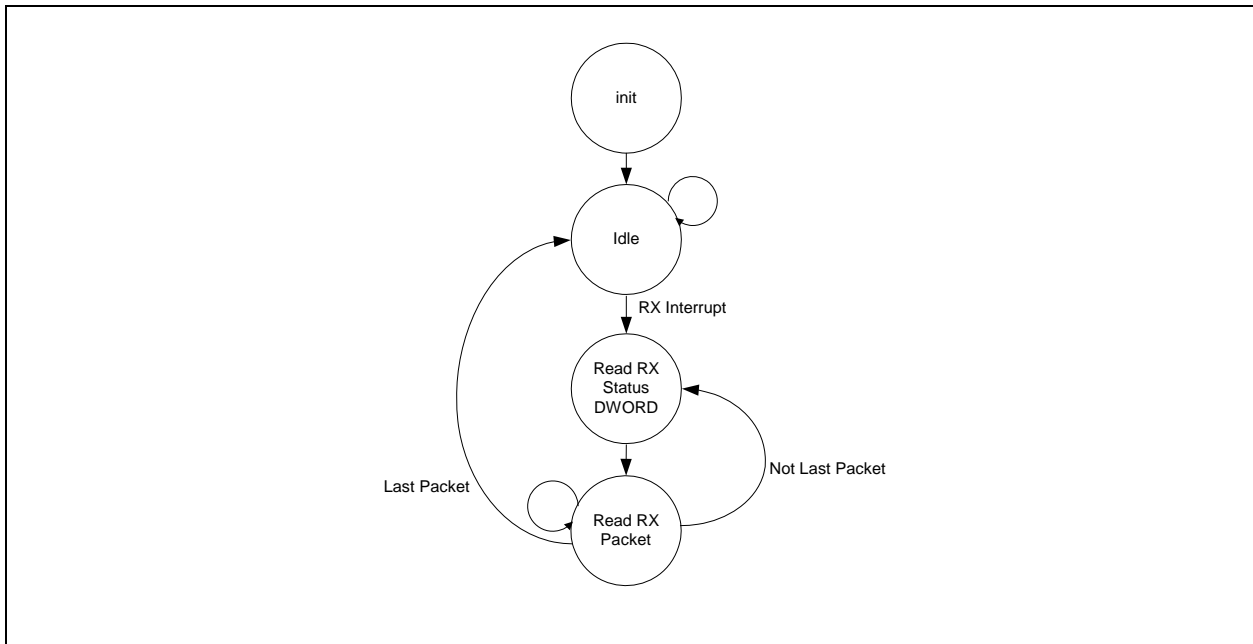 init
Idle
RX Interrupt
Read RX
Status
DWORD
Not Last Packet
Last Packet
Read RX
Packet